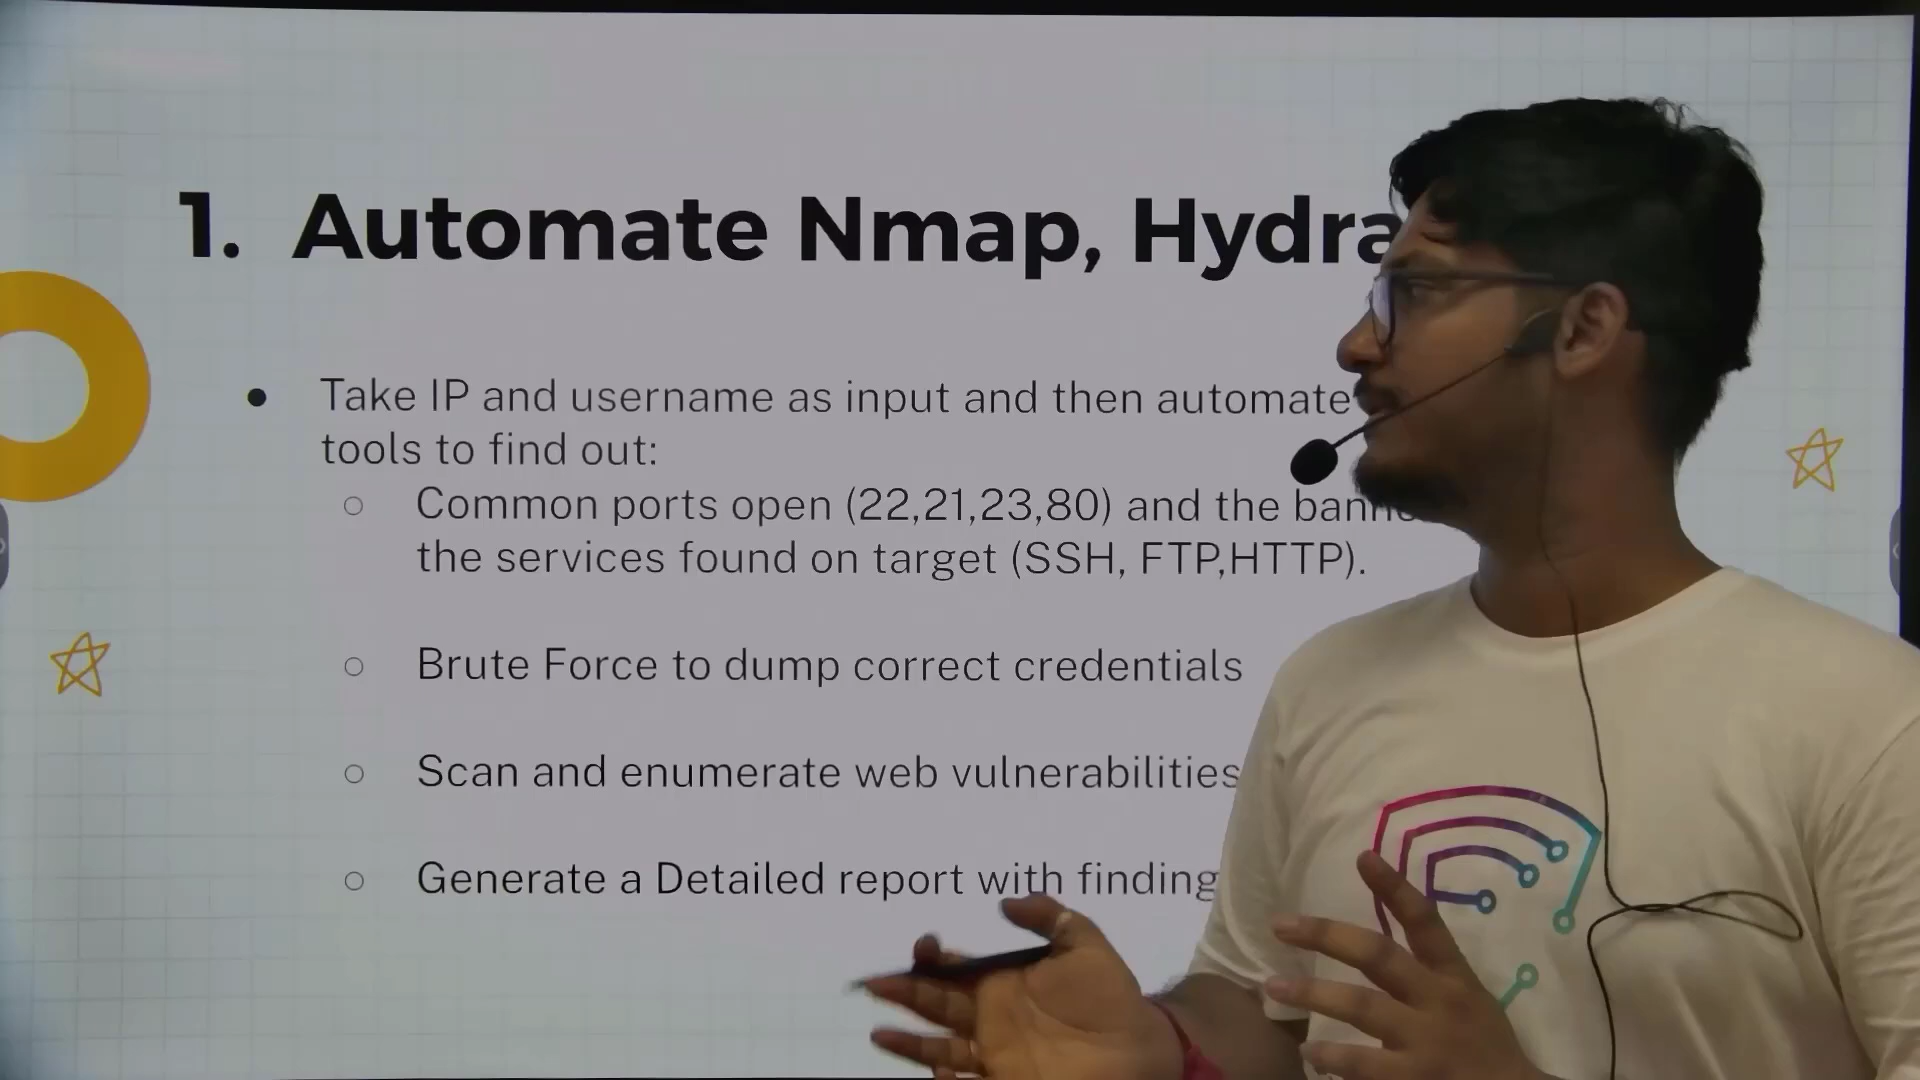 1. Automate Nmap, Hydra
Take IP and username as input and then automate
tools to find out:
Common ports open (22,21,23,80) and the
the services found on target (SSH, FTP,HTTP).
Brute Force to dump correct credentials
Scan and enumerate web vulnerabilities
Generate a Detailed report with